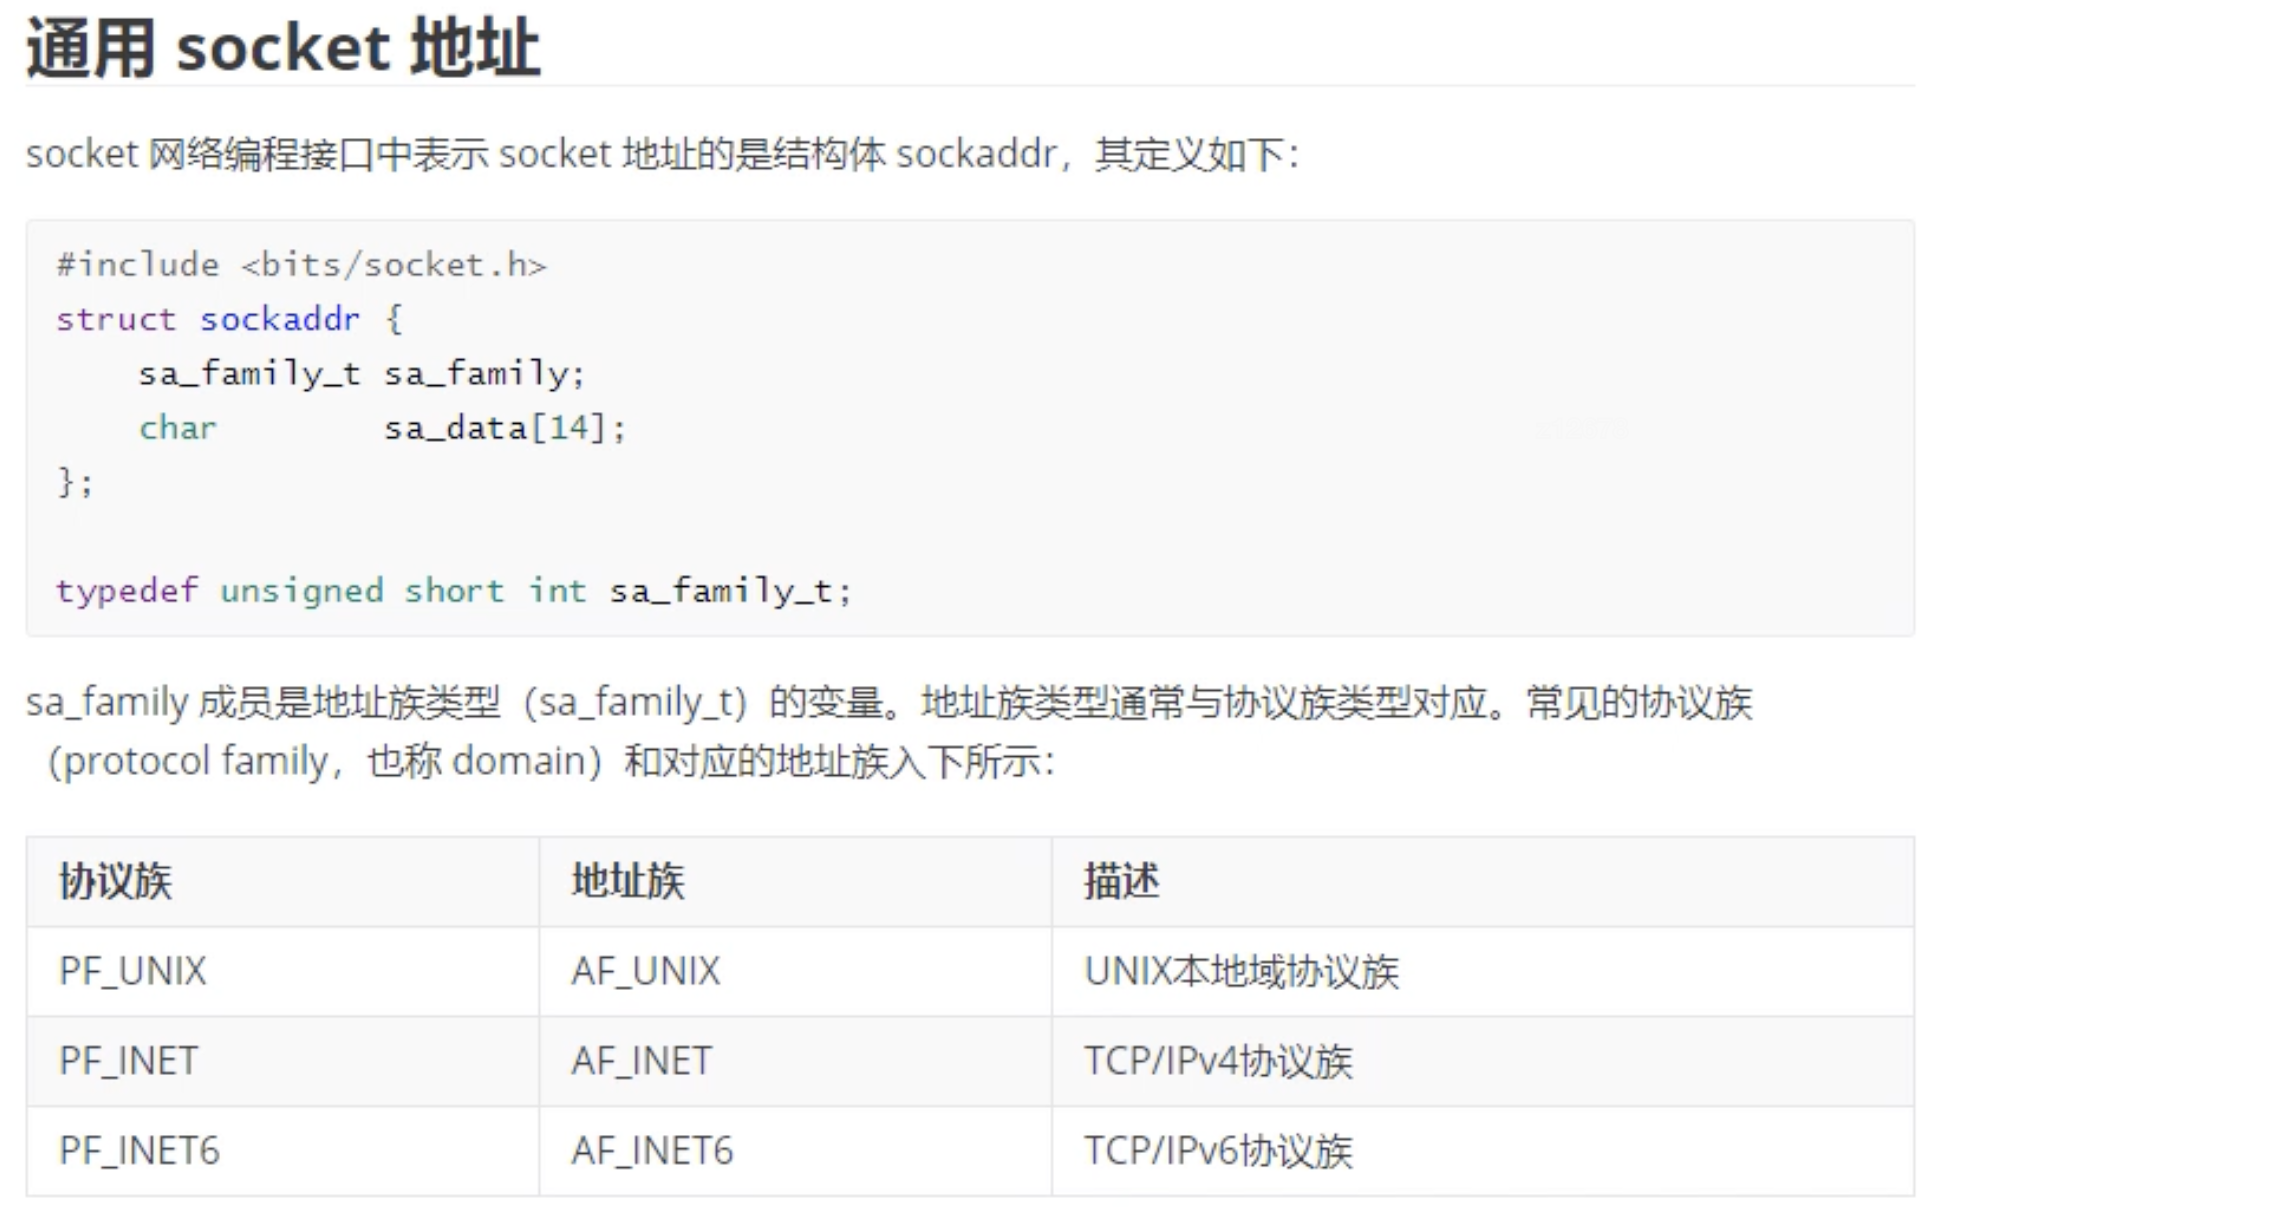 通用 socket 地址
socket 网络编程接口中表示 socket 地址的是结构体 sockaddr，其定义如下：
#include <bits/socket.h>
struct sockaddr {
    sa_family_t sa_family;
    char        sa_data[14];
};
typedef unsigned short int sa_family_t;
sa_family 成员是地址族类型（sa_family_t）的变量。地址族类型通常与协议族类型对应。常见的协议族
（protocol family，也称 domain）和对应的地址族入下所示：
协议族 地址族 描述
PF_UNIX AF_UNIX UNIX本地域协议族
PF_INET AF_INET TCP/IPv4协议族
PF_INET6 AF_INET6 TCP/IPv6协议族